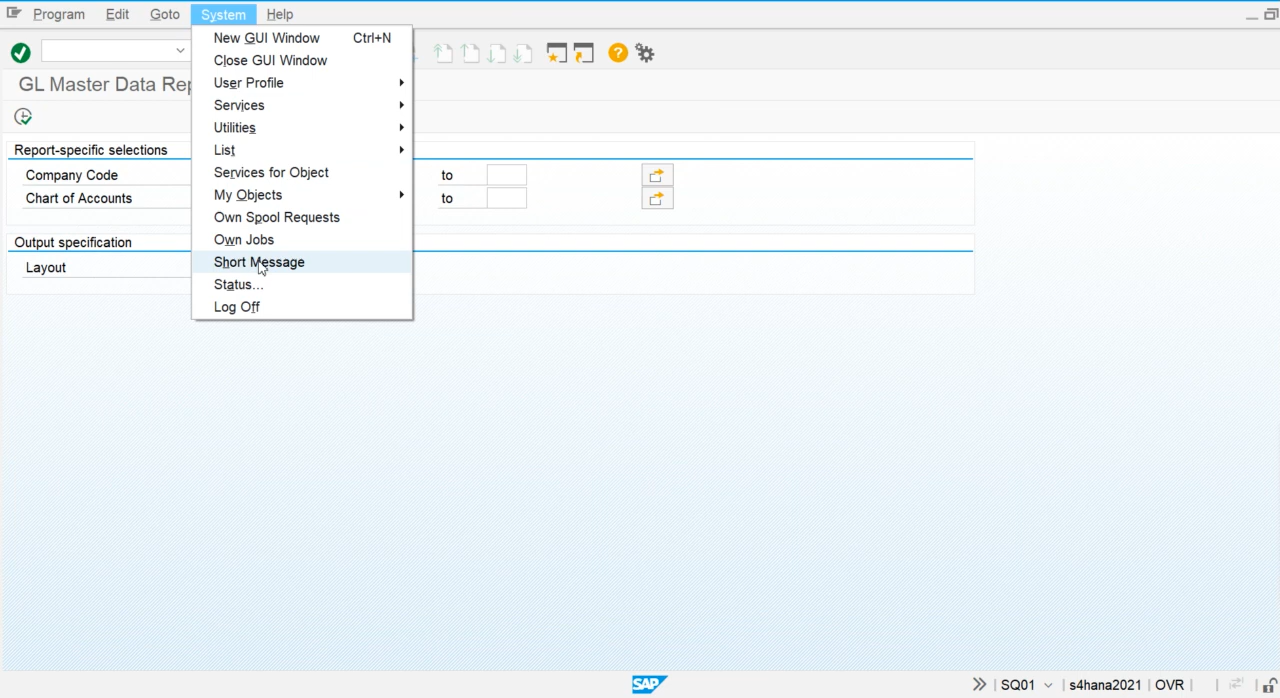 Program Edit Goto System Help
New GUI Window Ctrl+N
Close GUI Window
User Profile
Services
Utilities
List
Services for Object
My Objects
Own Spool Requests
Own Jobs
Short Message
Status...
Log Off
GL Master Data Rep
Report-specific selections
Company Code to
Chart of Accounts to
Output specification
Layout
SAP SQ01 s4hana2021 OVR